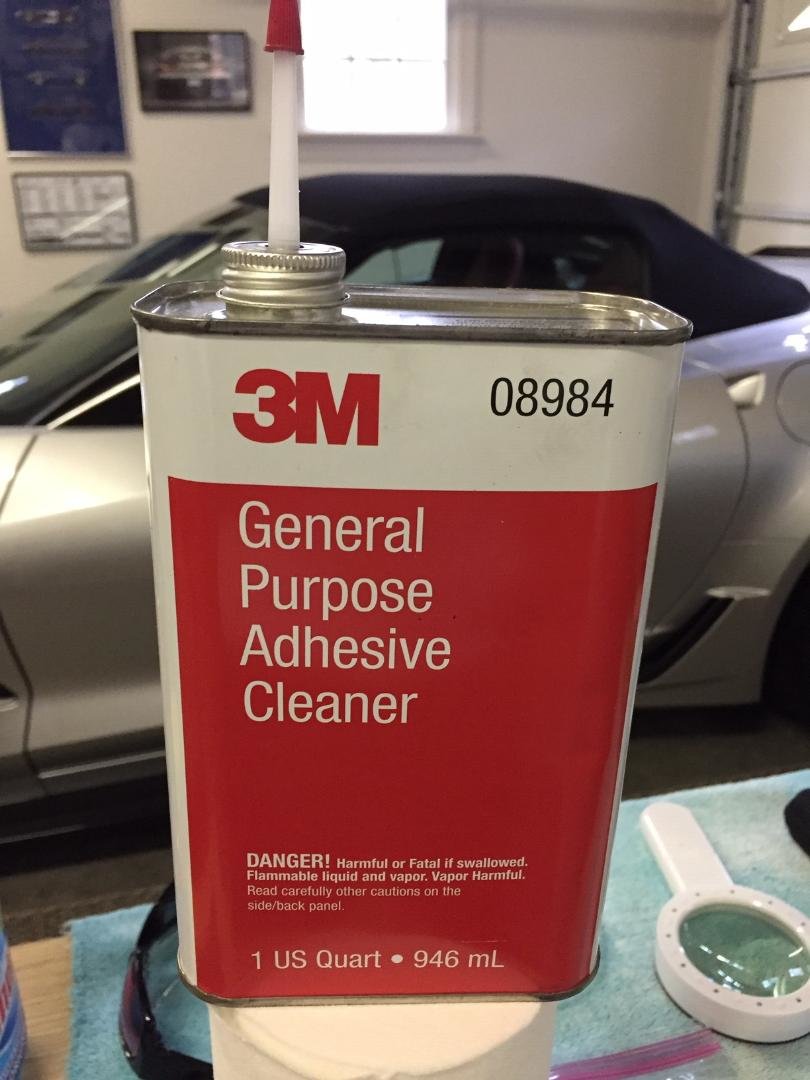 3M
08984
General
Purpose
Adhesive
Cleaner
DANGER! Harmful or Fatal if swallowed.
Flammable liquid and vapor. Vapor Harmful.
Read carefully other cautions on the
side/back panel.
1 US Quart • 946 mL